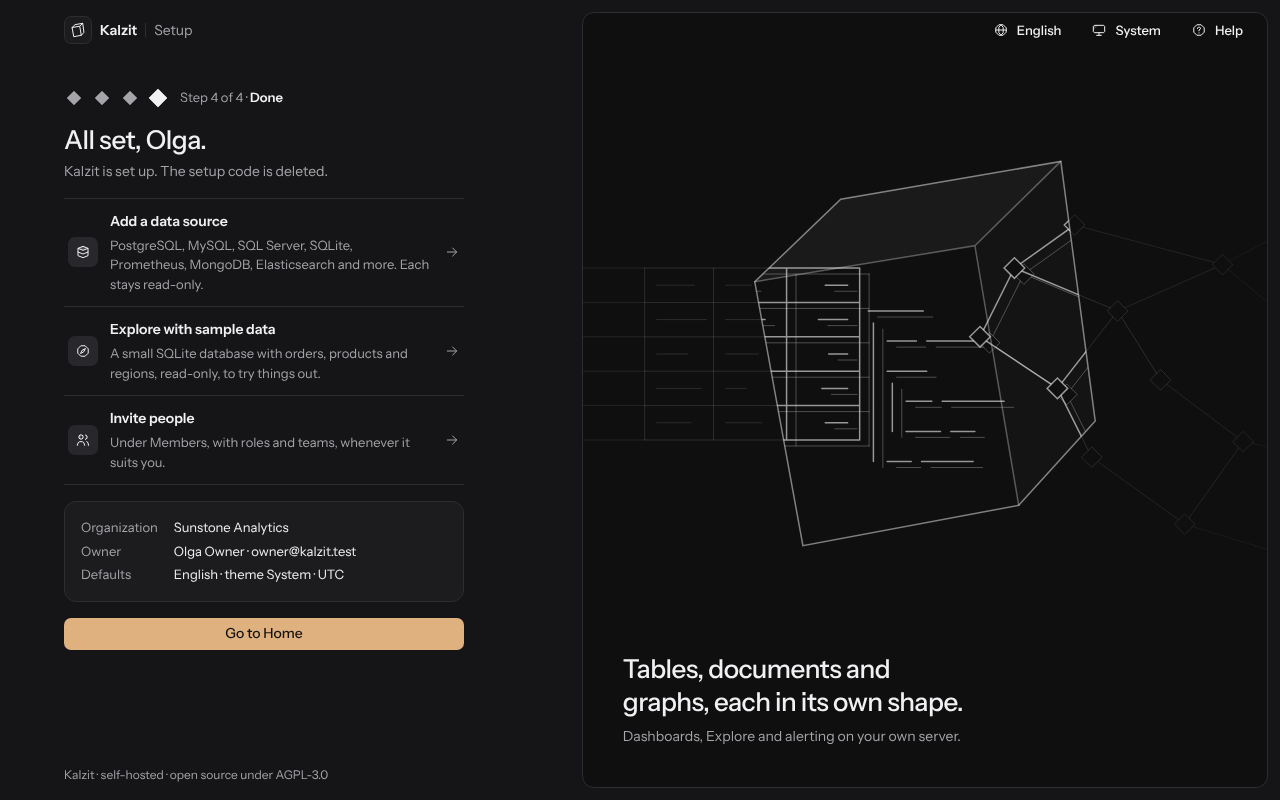 Kalzit | Setup
English
System
Help
Step 4 of 4 · Done
All set, Olga.
Kalzit is set up. The setup code is deleted.
Add a data source
PostgreSQL, MySQL, SQL Server, SQLite,
Prometheus, MongoDB, Elasticsearch and more. Each
stays read-only.
Explore with sample data
A small SQLite database with orders, products and
regions, read-only, to try things out.
Invite people
Under Members, with roles and teams, whenever it
suits you.
Organization Sunstone Analytics
Owner Olga Owner · owner@kalzit.test
Defaults English · theme System · UTC
Go to Home
Kalzit · self-hosted · open source under AGPL-3.0
Tables, documents and
graphs, each in its own shape.
Dashboards, Explore and alerting on your own server.